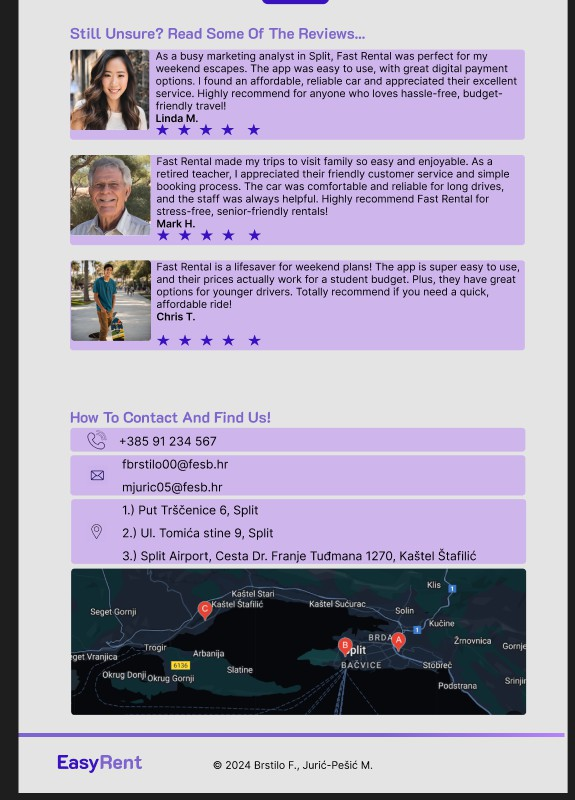 Still Unsure? Read Some Of The Reviews...
As a busy marketing analyst in Split, Fast Rental was perfect for my
weekend escapes. The app was easy to use, with great digital payment
options. I found an affordable, reliable car and appreciated their excellent
service. Highly recommend for anyone who loves hassle-free, budget-
friendly travel!
Linda M.
Fast Rental made my trips to visit family so easy and enjoyable. As a
retired teacher, I appreciated their friendly customer service and simple
booking process. The car was comfortable and reliable for long drives,
and the staff was always helpful. Highly recommend Fast Rental for
stress-free, senior-friendly rentals!
Mark H.
Fast Rental is a lifesaver for weekend plans! The app is super easy to use,
and their prices actually work for a student budget. Plus, they have great
options for younger drivers. Totally recommend if you need a quick,
affordable ride!
Chris T.
How To Contact And Find Us!
+385 91 234 567
fbrstilo00@fesb.hr
mjuric05@fesb.hr
1.) Put Trščenice 6, Split
2.) Ul. Tomića stine 9, Split
3.) Split Airport, Cesta Dr. Franje Tuđmana 1270, Kaštel Štafilić
Klis
1
Kaštel Stari
Seget Gornji
C
Kaštel Štafilić
Kaštel Sućurac
Solin
Kučine
1
BRDA
A
Žrnovica
Gornje
Trogir
Arbanija
B
Split
eget Vranjica
6136
BAČVICE
Stobreč
Slatine
Okrug Donji
Okrug Gornji
Podstrana
Srinjin
EasyRent
© 2024 Brstilo F., Jurić-Pešić M.